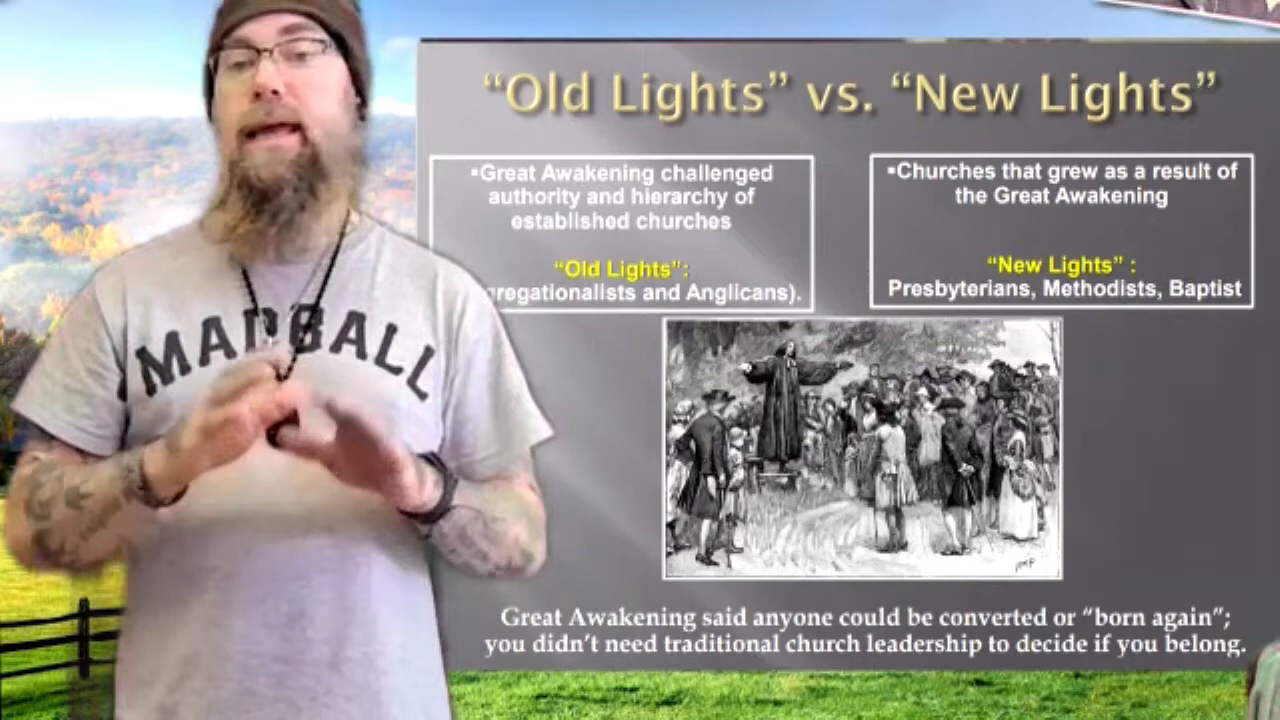 “Old Lights” vs. “New Lights”
▪Great Awakening challenged
authority and hierarchy of
established churches
“Old Lights”:
and Anglicans).
▪Churches that grew as a result of
the Great Awakening
“New Lights” :
Presbyterians, Methodists, Baptist
MADBALL
Great Awakening said anyone could be converted or “born again”;
you didn’t need traditional church leadership to decide if you belong.